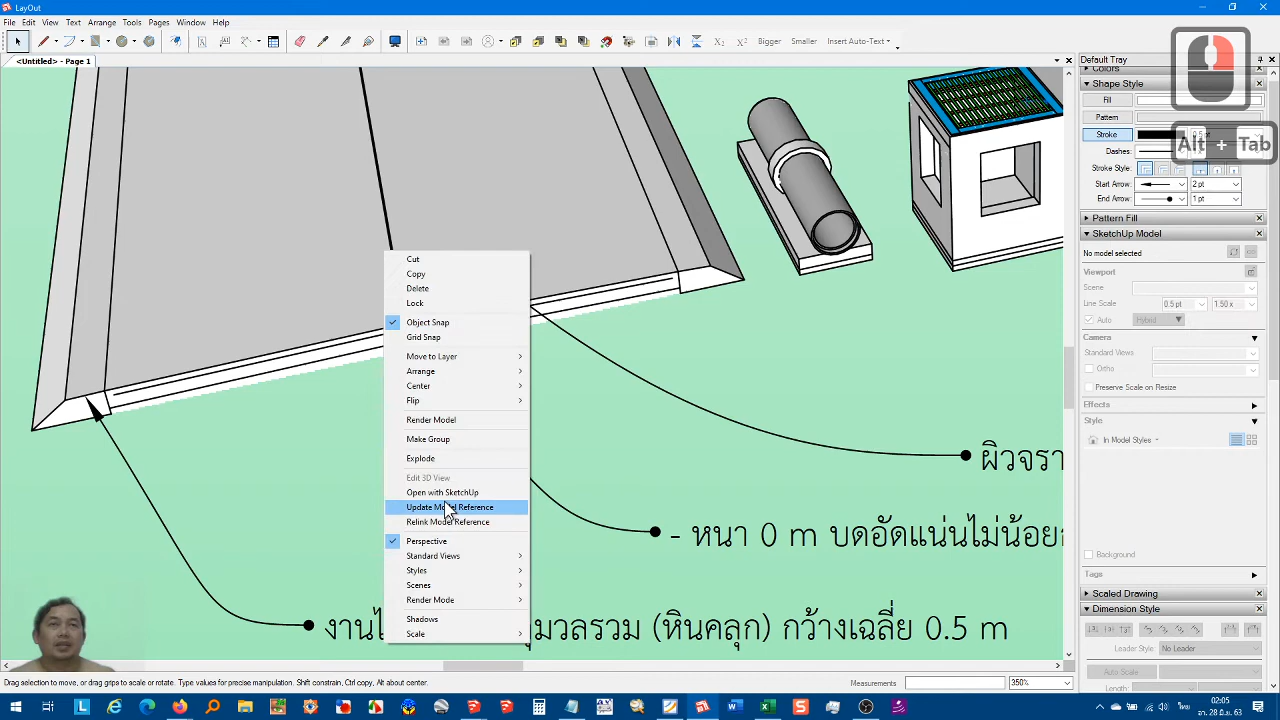 LayOut
File Edit View Text Arrange Tools Pages Window Help
Bigger Smaller Insert Auto-Text
<Untitled> - Page 1
Default Tray
Colors
Shape Style
Fill
Pattern
Stroke 0.5 pt
Dashes:
Stroke Style:
Start Arrow: 2 pt
End Arrow: 1 pt
Pattern Fill
SketchUp Model
No model selected
Viewport
Scene
Line Scale 0.5 pt 1.50 x
Auto Hybrid
Camera
Standard Views
Ortho
Preserve Scale on Resize
Effects
Style
In Model Styles
Background
Tags
Scaled Drawing
Dimension Style
Leader Style: No Leader
Auto Scale
Length:
Alt + Tab
Cut
Copy
Delete
Lock
Object Snap
Grid Snap
Move to Layer
Arrange
Center
Flip
Render Model
Make Group
Explode
Edit 3D View
Open with SketchUp
Update Model Reference
Relink Model Reference
Perspective
Standard Views
Styles
Scenes
Render Mode
Shadows
Scale
ผิวจรา
- หนา 0 m บดอัดแน่นไม่น้อย
มวลรวม (หินคลุก) กว้างเฉลี่ย 0.5 m
Drag selection to move, or drag grips to scale or rotate. Type values for precise manipulation. Shift constrain, Ctrl copy, Alt about center.
Measurements
350%
02:05
อา. 28 มิ.ย. 63